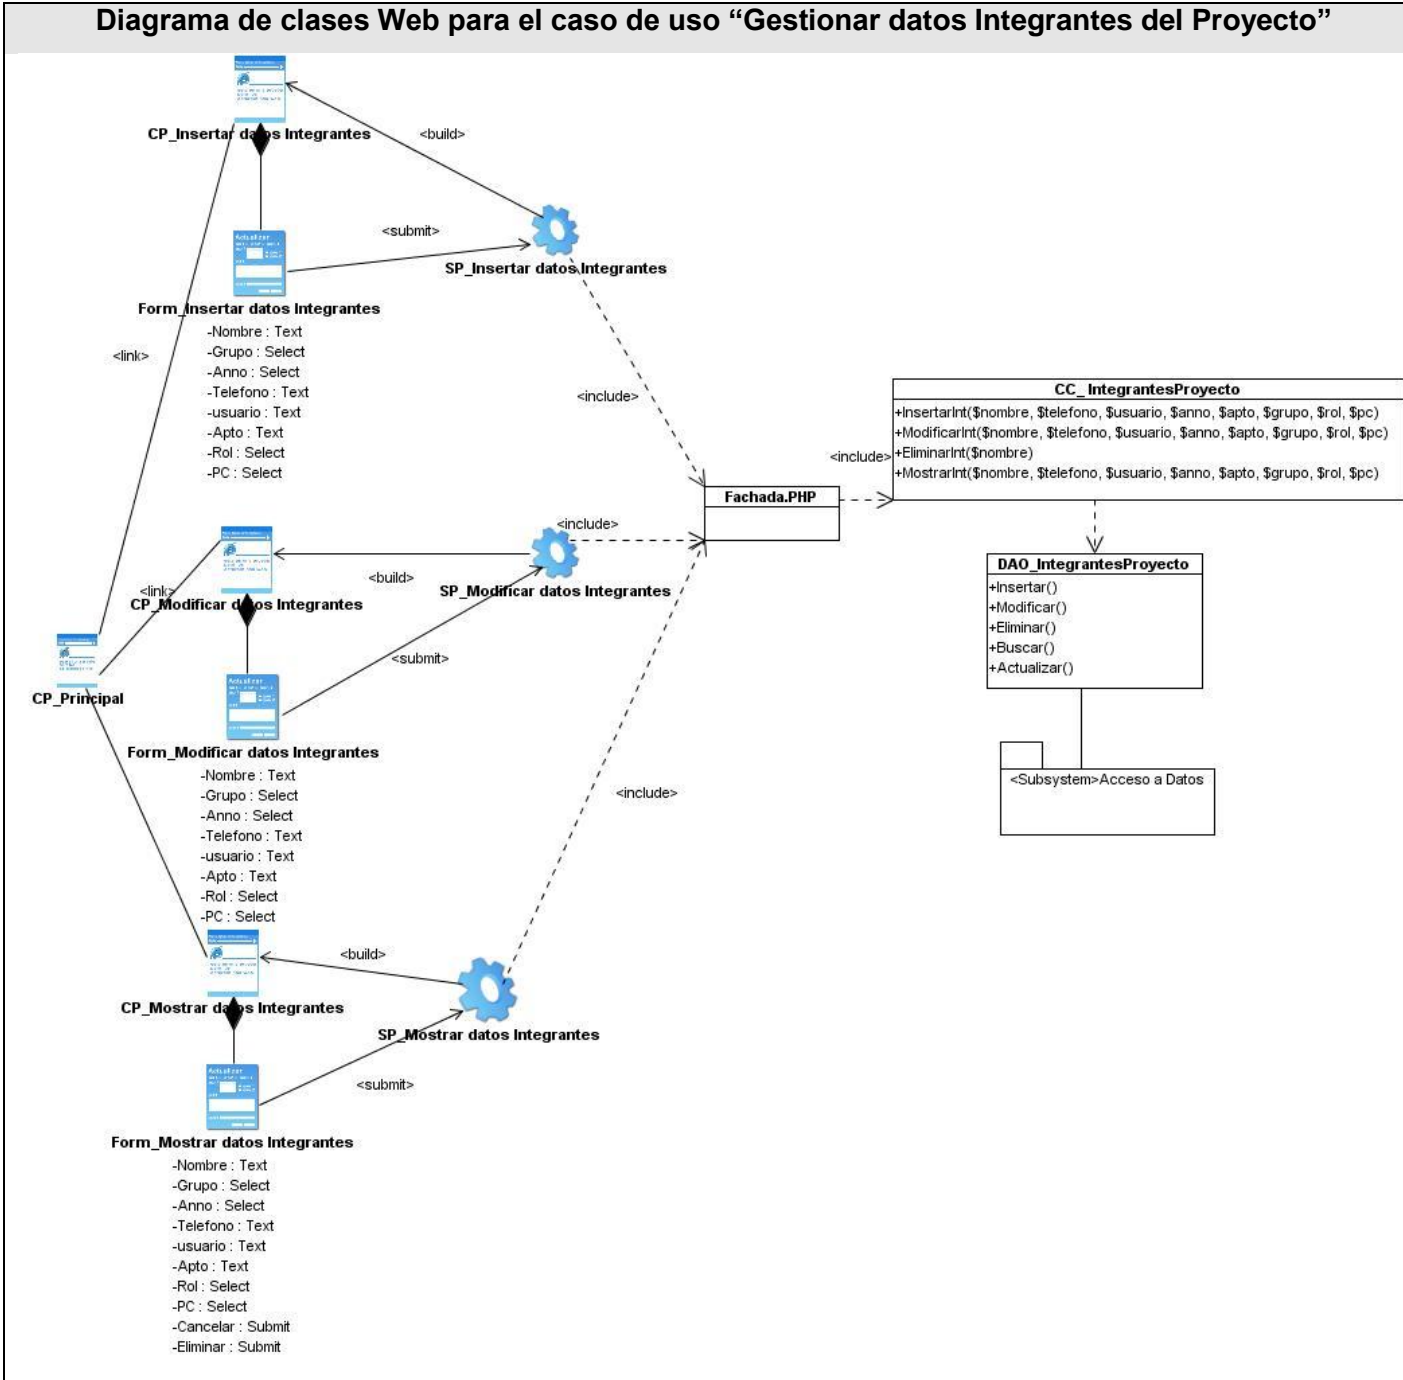 Diagrama de clases Web para el caso de uso “Gestionar datos Integrantes del Proyecto”
CP_Insertar datos Integrantes
<build>
<submit>
SP_Insertar datos Integrantes
Actualizar
Form_Insertar datos Integrantes
-Nombre : Text
-Grupo : Select
-Anno : Select
-Telefono : Text
-usuario : Text
-Apto : Text
-Rol : Select
-PC : Select
<link>
<include>
CC_ IntegrantesProyecto
+InsertarInt($nombre, $telefono, $usuario, $anno, $apto, $grupo, $rol, $pc)
+ModificarInt($nombre, $telefono, $usuario, $anno, $apto, $grupo, $rol, $pc)
+EliminarInt($nombre)
+MostrarInt($nombre, $telefono, $usuario, $anno, $apto, $grupo, $rol, $pc)
<include>
Fachada.PHP
<include>
<build>
<link>
CP_Modificar datos Integrantes
SP_Modificar datos Integrantes
<submit>
DAO_IntegrantesProyecto
+Insertar()
+Modificar()
+Eliminar()
+Buscar()
+Actualizar()
CP_Principal
Actualizar
Form_Modificar datos Integrantes
-Nombre : Text
-Grupo : Select
-Anno : Select
-Telefono : Text
-usuario : Text
-Apto : Text
-Rol : Select
-PC : Select
<Subsystem>Acceso a Datos
<include>
<build>
CP_Mostrar datos Integrantes
SP_Mostrar datos Integrantes
<submit>
Actualizar
Form_Mostrar datos Integrantes
-Nombre : Text
-Grupo : Select
-Anno : Select
-Telefono : Text
-usuario : Text
-Apto : Text
-Rol : Select
-PC : Select
-Cancelar : Submit
-Eliminar : Submit